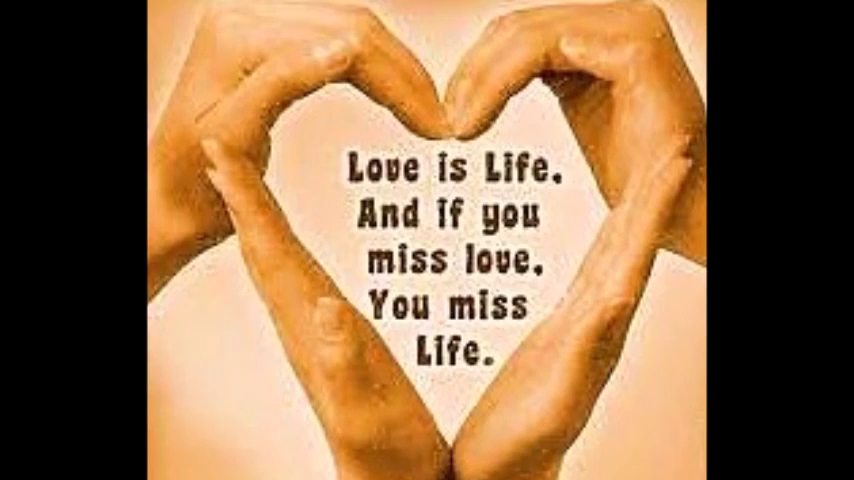 Love is Life.
And if you
miss love.
You miss
Life.